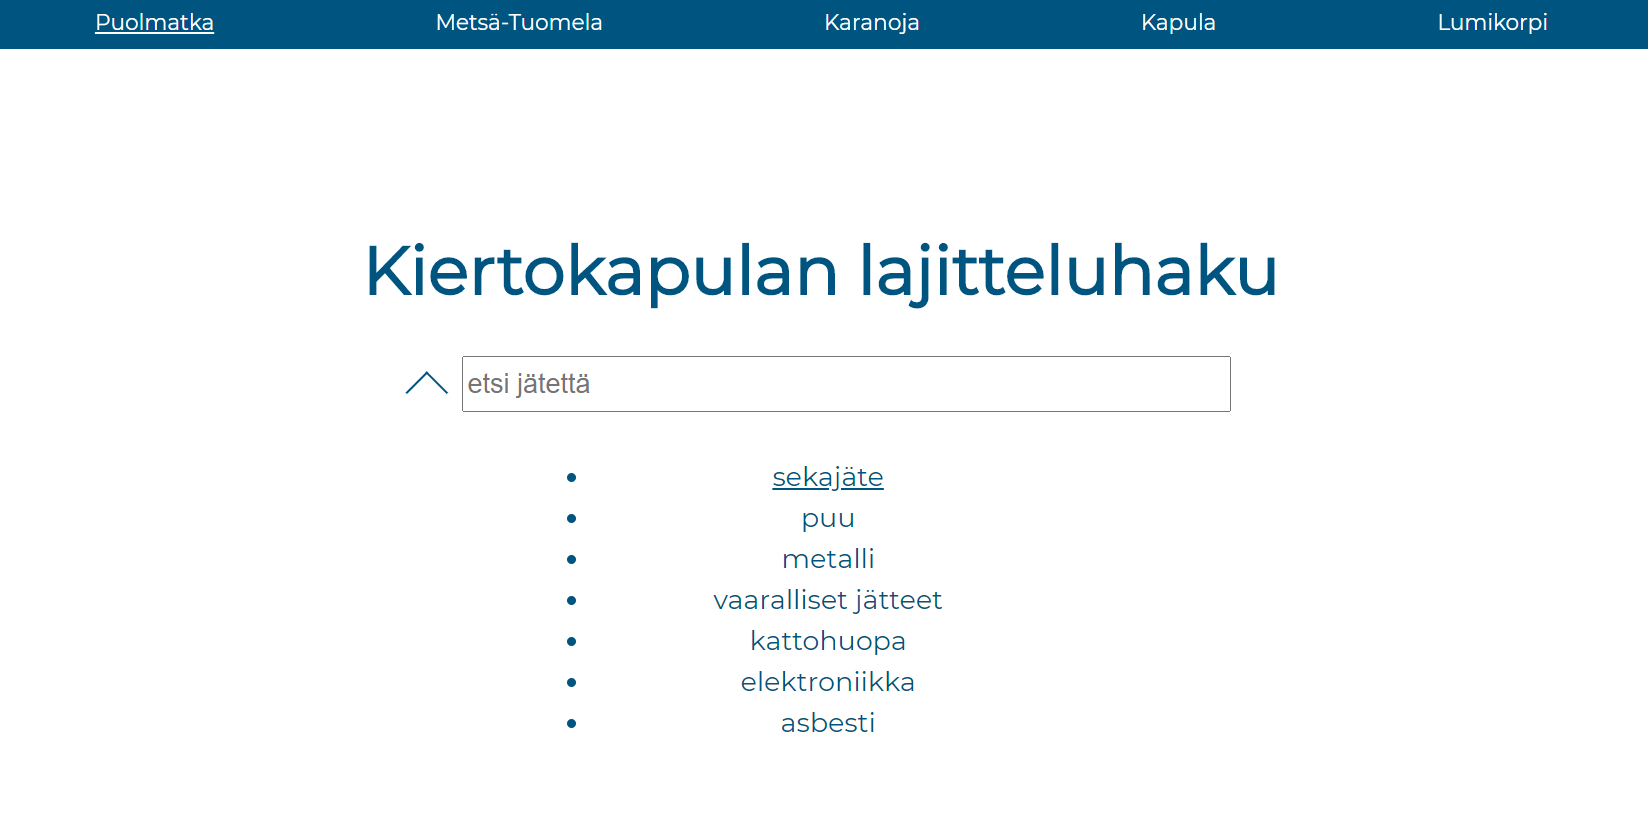 Puolmatka Metsä-Tuomela Karanoja Kapula Lumikorpi
Kiertokapulan lajitteluhaku
etsi jätettä
sekajäte
puu
metalli
vaaralliset jätteet
kattohuopa
elektroniikka
asbesti